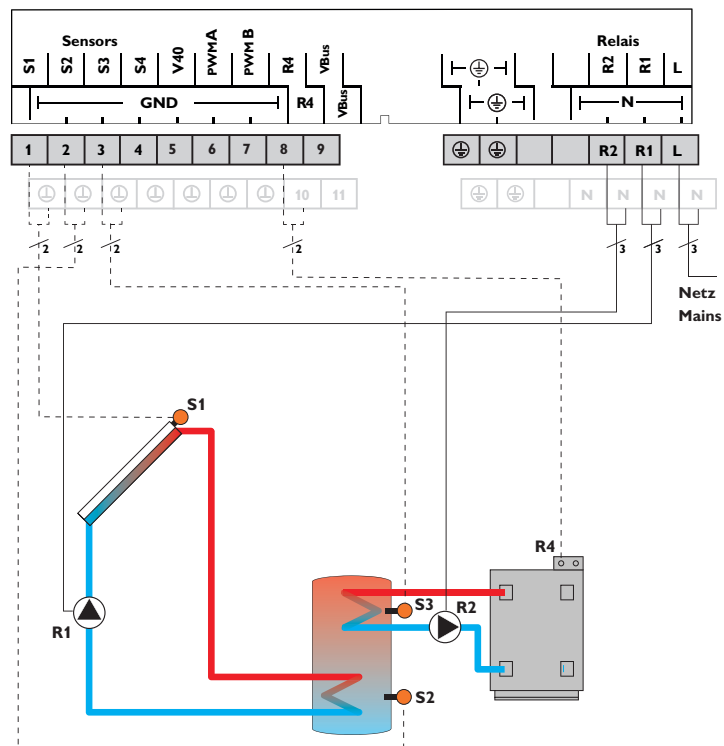 Sensors
Relais
S1 S2 S3 S4 V40 PWM A PWM B R4 VBus
R2 R1 L
GND R4 VBus
N
1 2 3 4 5 6 7 8 9
R2 R1 L
10 11
N N N N
2 2 2 2
3 3 3
Netz
Mains
S1
R4
R1
S3 R2
S2